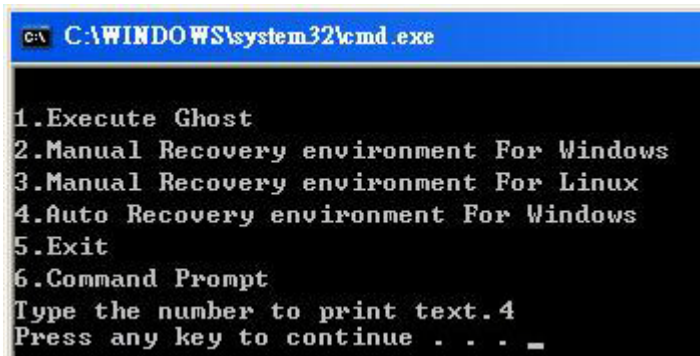 C:\WINDOWS\system32\cmd.exe
1.Execute Ghost
2.Manual Recovery environment For Windows
3.Manual Recovery environment For Linux
4.Auto Recovery environment For Windows
5.Exit
6.Command Prompt
Type the number to print text.4
Press any key to continue . . . _